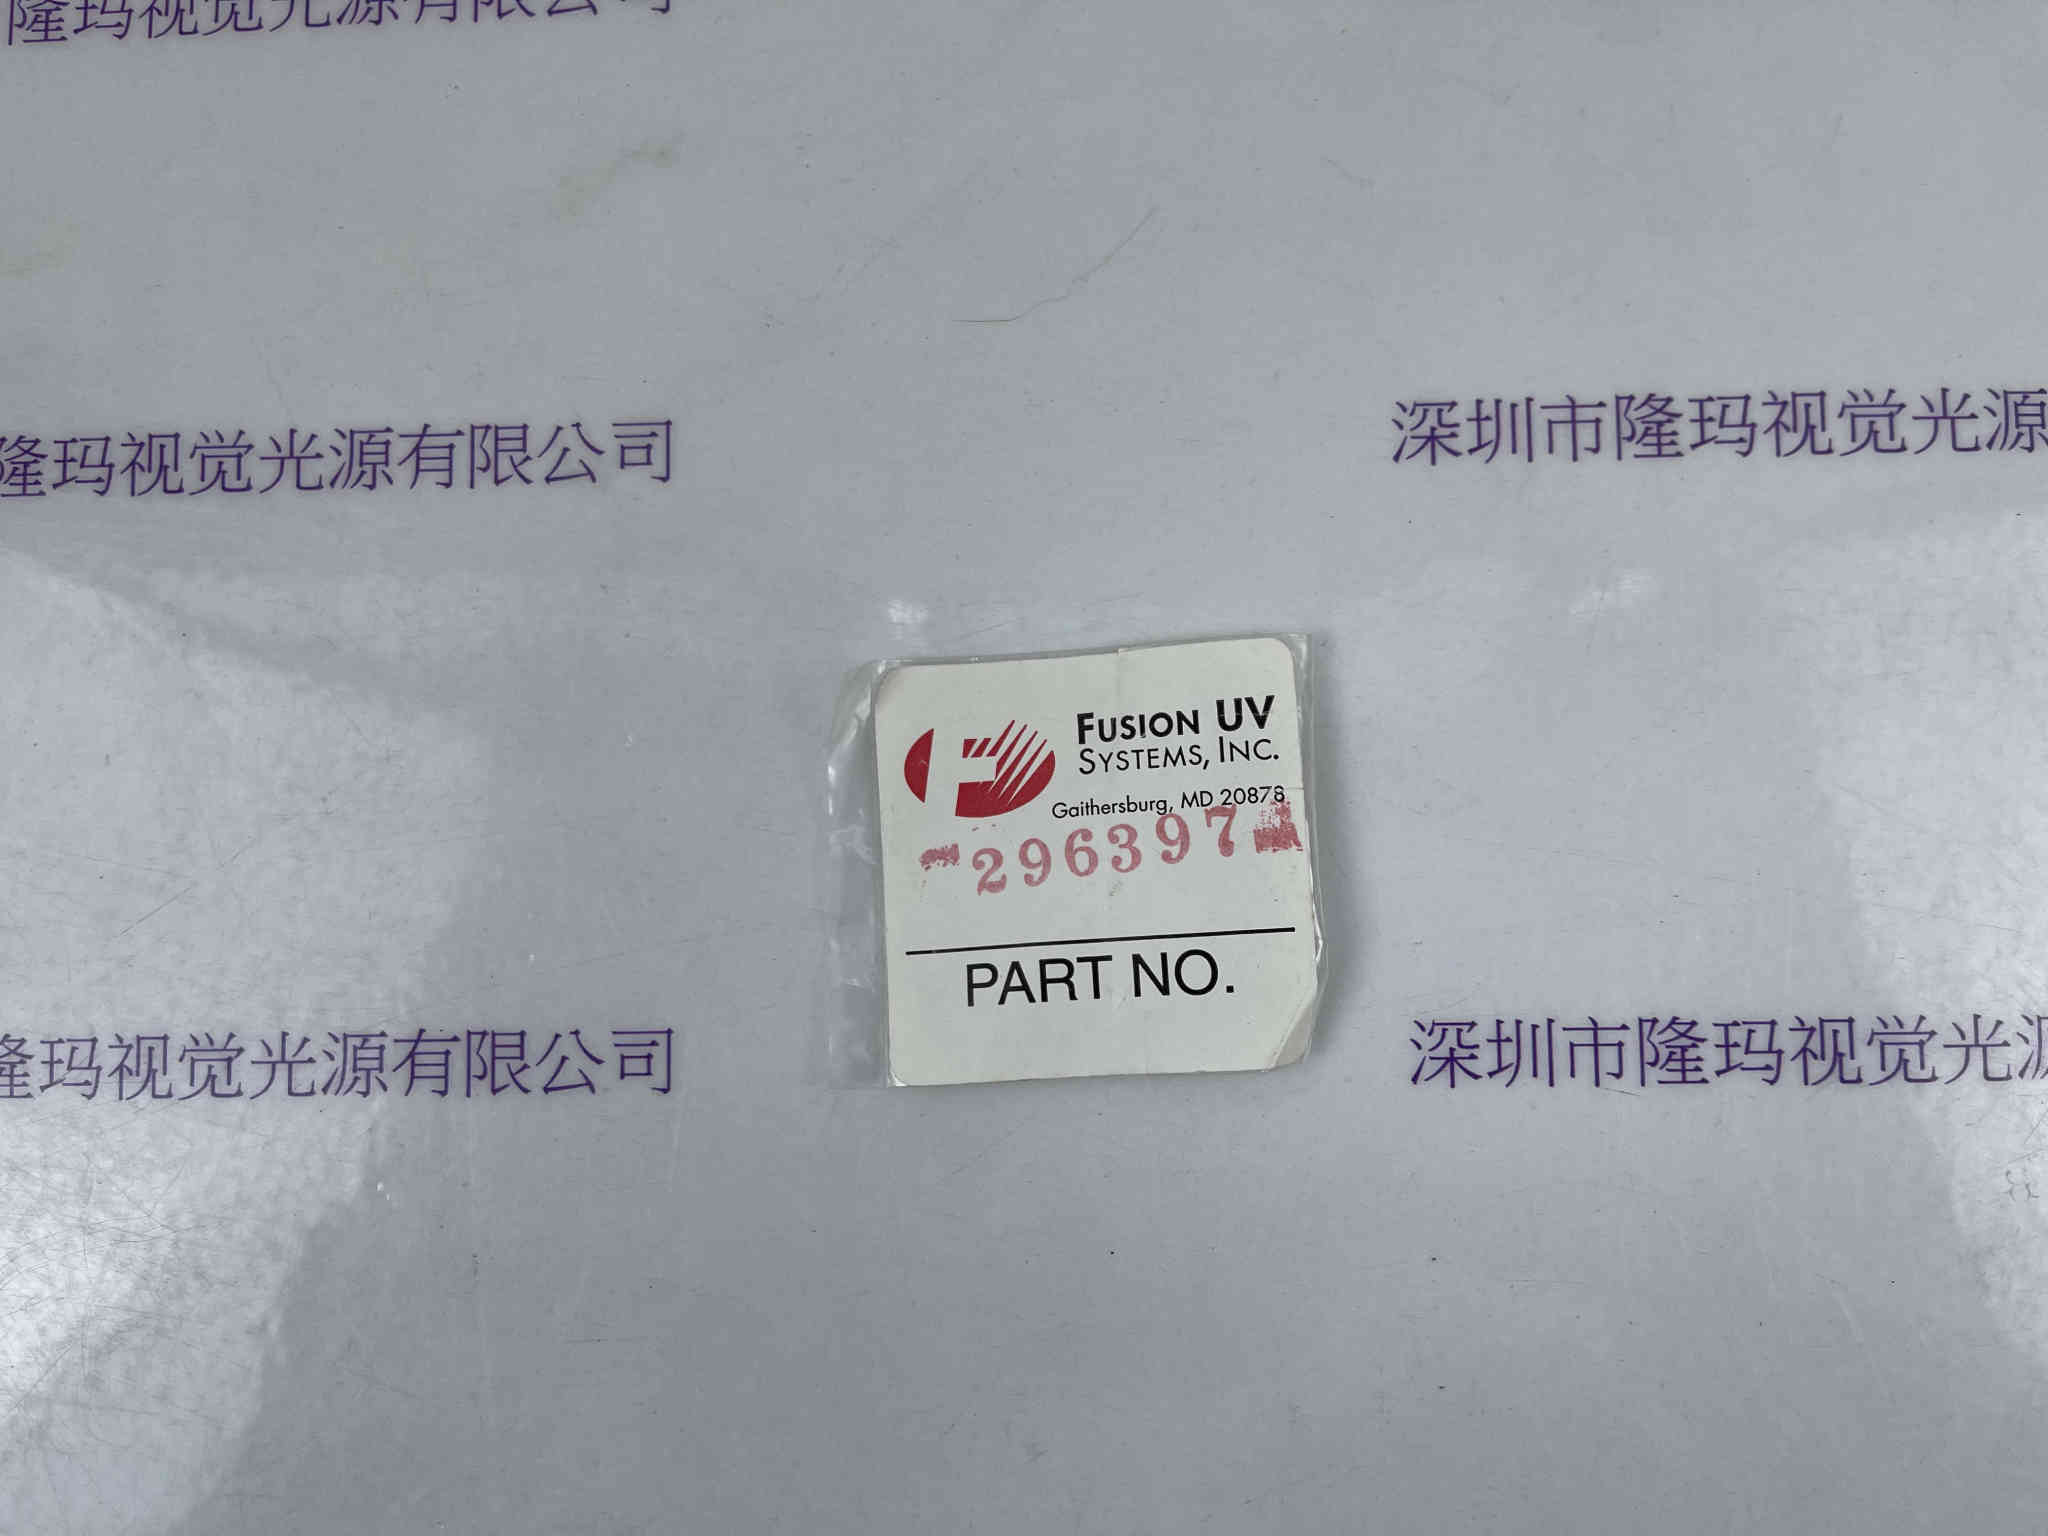 隆玛视觉光源有限公司
隆玛视觉光源有限公司
深圳市隆玛视觉光源
FUSION UV
SYSTEMS, INC.
Gaithersburg, MD 20878
296397
PART NO.
隆玛视觉光源有限公司
深圳市隆玛视觉光源